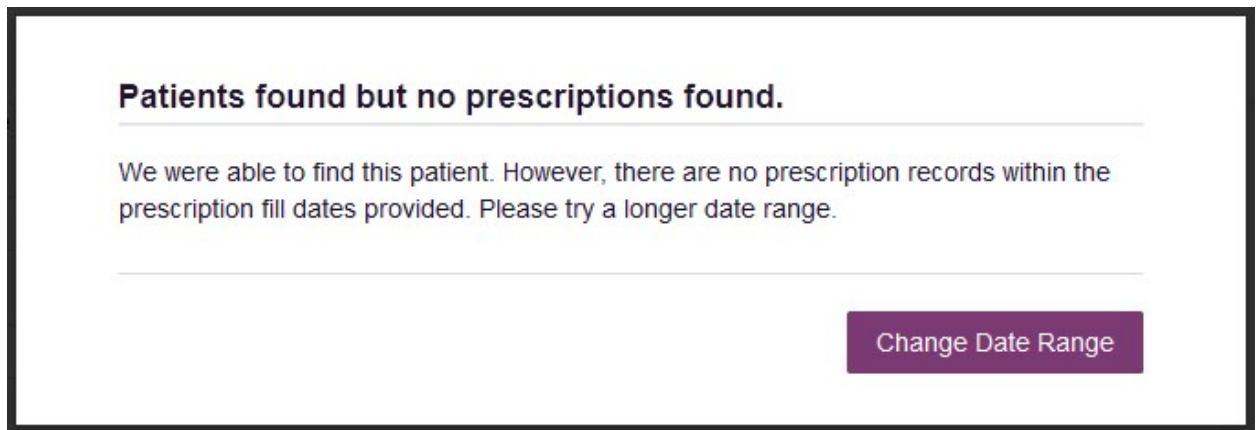 Patients found but no prescriptions found.
We were able to find this patient. However, there are no prescription records within the
prescription fill dates provided. Please try a longer date range.
Change Date Range